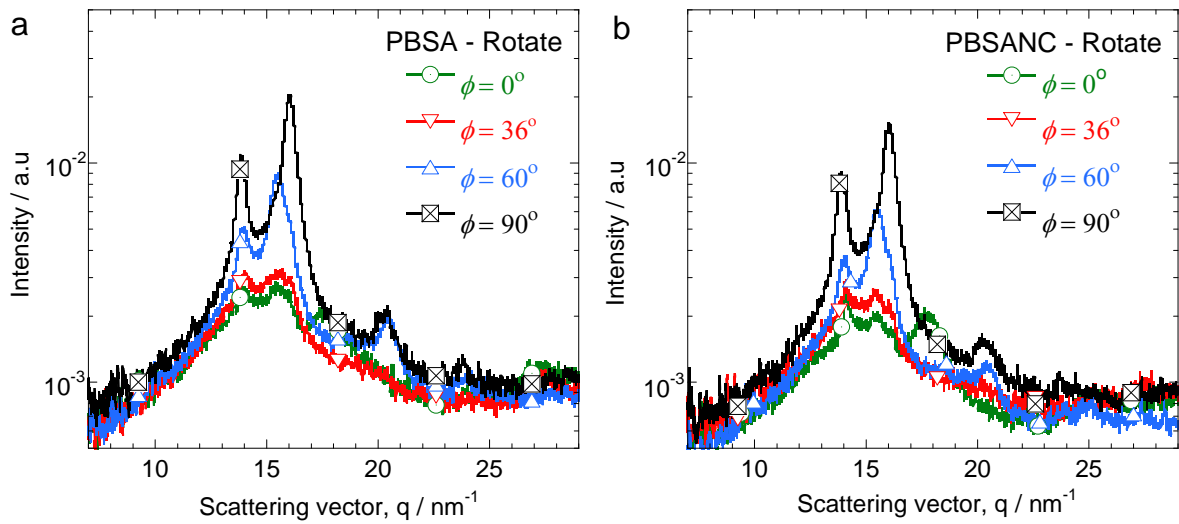 a
PBSA - Rotate
ϕ = 0°
ϕ = 36°
ϕ = 60°
ϕ = 90°
10⁻²
10⁻³
Intensity / a.u
10 15 20 25
Scattering vector, q / nm⁻¹
b
PBSANC - Rotate
ϕ = 0°
ϕ = 36°
ϕ = 60°
ϕ = 90°
10⁻²
10⁻³
Intensity / a.u
10 15 20 25
Scattering vector, q / nm⁻¹